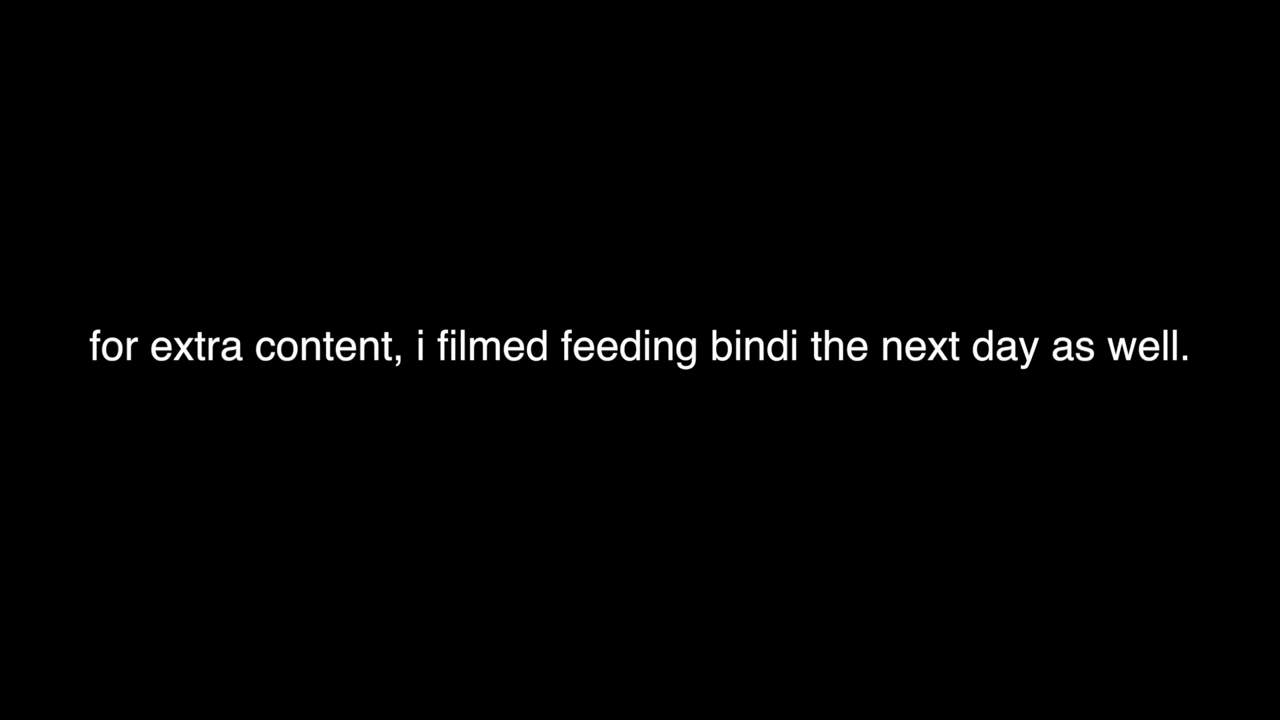 for extra content, i filmed feeding bindi the next day as well.